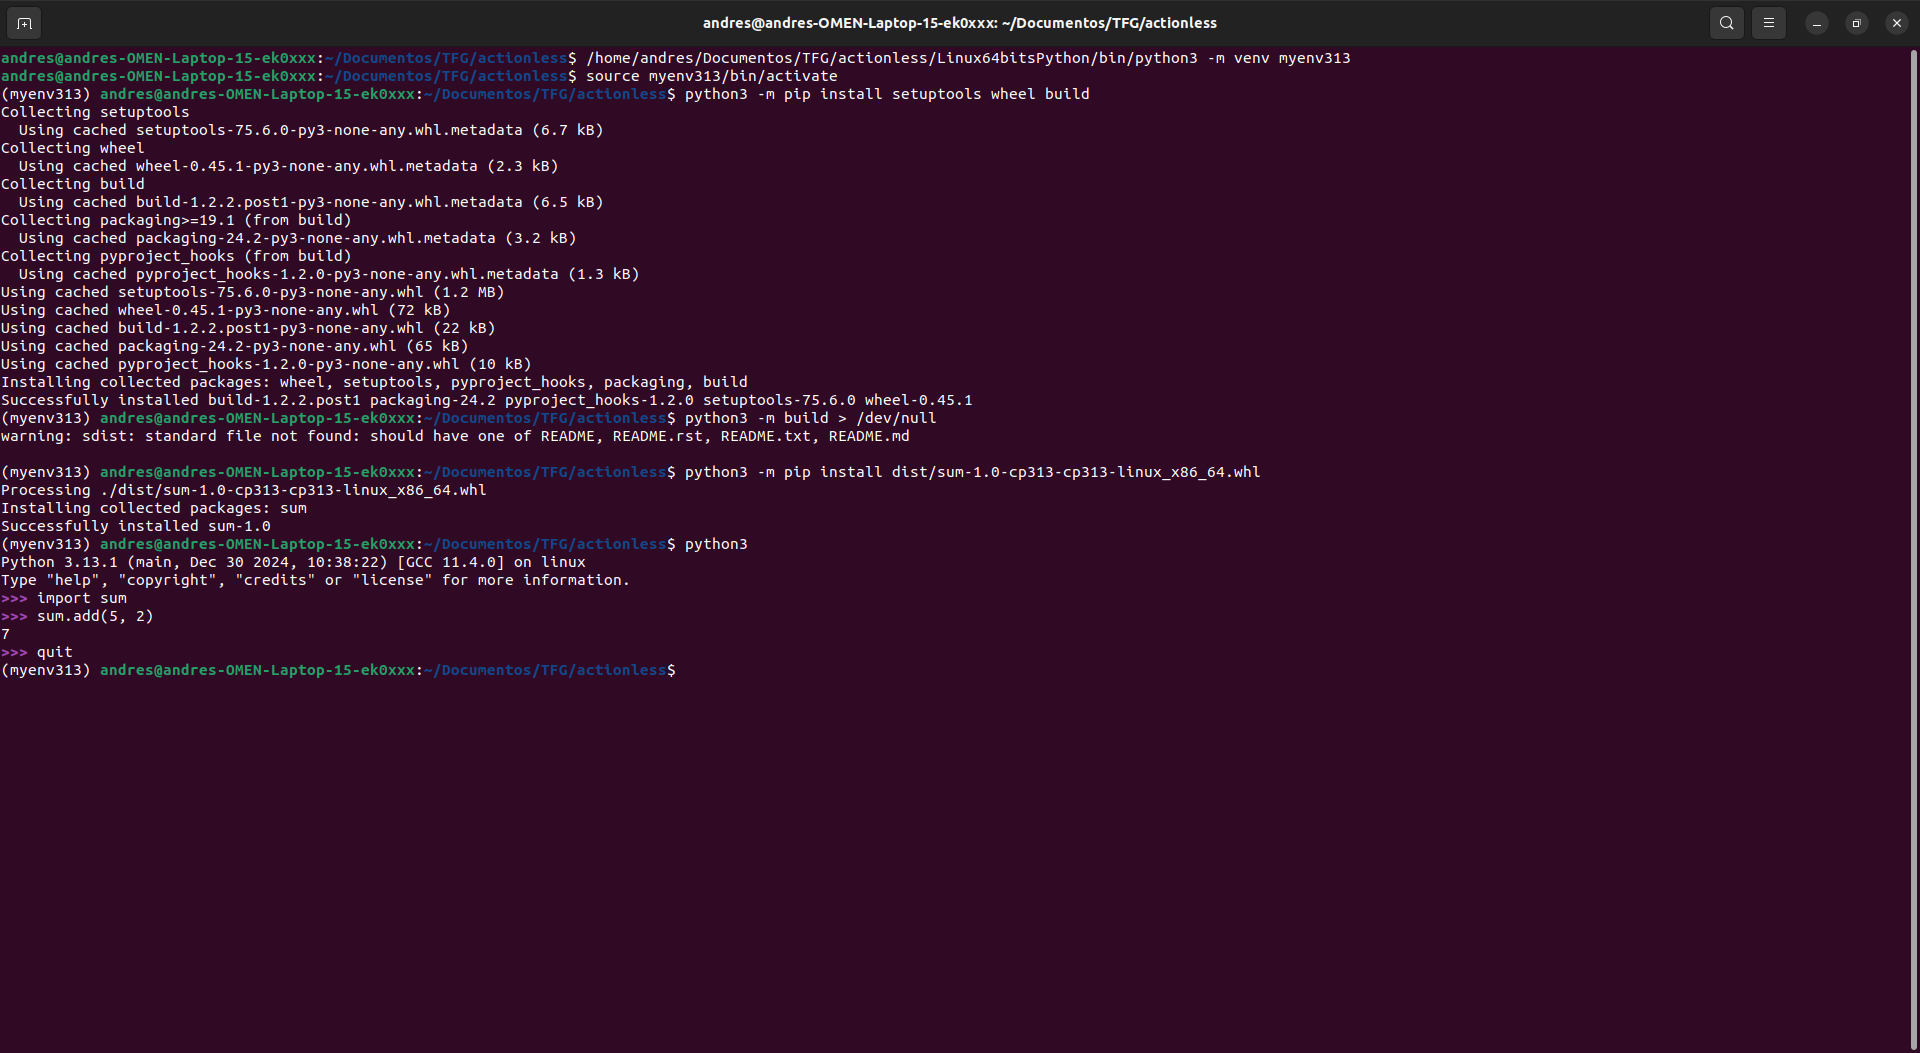 andres@andres-OMEN-Laptop-15-ek0xxx: ~/Documentos/TFG/actionless
andres@andres-OMEN-Laptop-15-ek0xxx:~/Documentos/TFG/actionless$ /home/andres/Documentos/TFG/actionless/Linux64bitsPython/bin/python3 -m venv myenv313
andres@andres-OMEN-Laptop-15-ek0xxx:~/Documentos/TFG/actionless$ source myenv313/bin/activate
(myenv313) andres@andres-OMEN-Laptop-15-ek0xxx:~/Documentos/TFG/actionless$ python3 -m pip install setuptools wheel build
Collecting setuptools
  Using cached setuptools-75.6.0-py3-none-any.whl.metadata (6.7 kB)
Collecting wheel
  Using cached wheel-0.45.1-py3-none-any.whl.metadata (2.3 kB)
Collecting build
  Using cached build-1.2.2.post1-py3-none-any.whl.metadata (6.5 kB)
Collecting packaging>=19.1 (from build)
  Using cached packaging-24.2-py3-none-any.whl.metadata (3.2 kB)
Collecting pyproject_hooks (from build)
  Using cached pyproject_hooks-1.2.0-py3-none-any.whl.metadata (1.3 kB)
Using cached setuptools-75.6.0-py3-none-any.whl (1.2 MB)
Using cached wheel-0.45.1-py3-none-any.whl (72 kB)
Using cached build-1.2.2.post1-py3-none-any.whl (22 kB)
Using cached packaging-24.2-py3-none-any.whl (65 kB)
Using cached pyproject_hooks-1.2.0-py3-none-any.whl (10 kB)
Installing collected packages: wheel, setuptools, pyproject_hooks, packaging, build
Successfully installed build-1.2.2.post1 packaging-24.2 pyproject_hooks-1.2.0 setuptools-75.6.0 wheel-0.45.1
(myenv313) andres@andres-OMEN-Laptop-15-ek0xxx:~/Documentos/TFG/actionless$ python3 -m build > /dev/null
warning: sdist: standard file not found: should have one of README, README.rst, README.txt, README.md
(myenv313) andres@andres-OMEN-Laptop-15-ek0xxx:~/Documentos/TFG/actionless$ python3 -m pip install dist/sum-1.0-cp313-cp313-linux_x86_64.whl
Processing ./dist/sum-1.0-cp313-cp313-linux_x86_64.whl
Installing collected packages: sum
Successfully installed sum-1.0
(myenv313) andres@andres-OMEN-Laptop-15-ek0xxx:~/Documentos/TFG/actionless$ python3
Python 3.13.1 (main, Dec 30 2024, 10:38:22) [GCC 11.4.0] on linux
Type "help", "copyright", "credits" or "license" for more information.
>>> import sum
>>> sum.add(5, 2)
7
>>> quit
(myenv313) andres@andres-OMEN-Laptop-15-ek0xxx:~/Documentos/TFG/actionless$